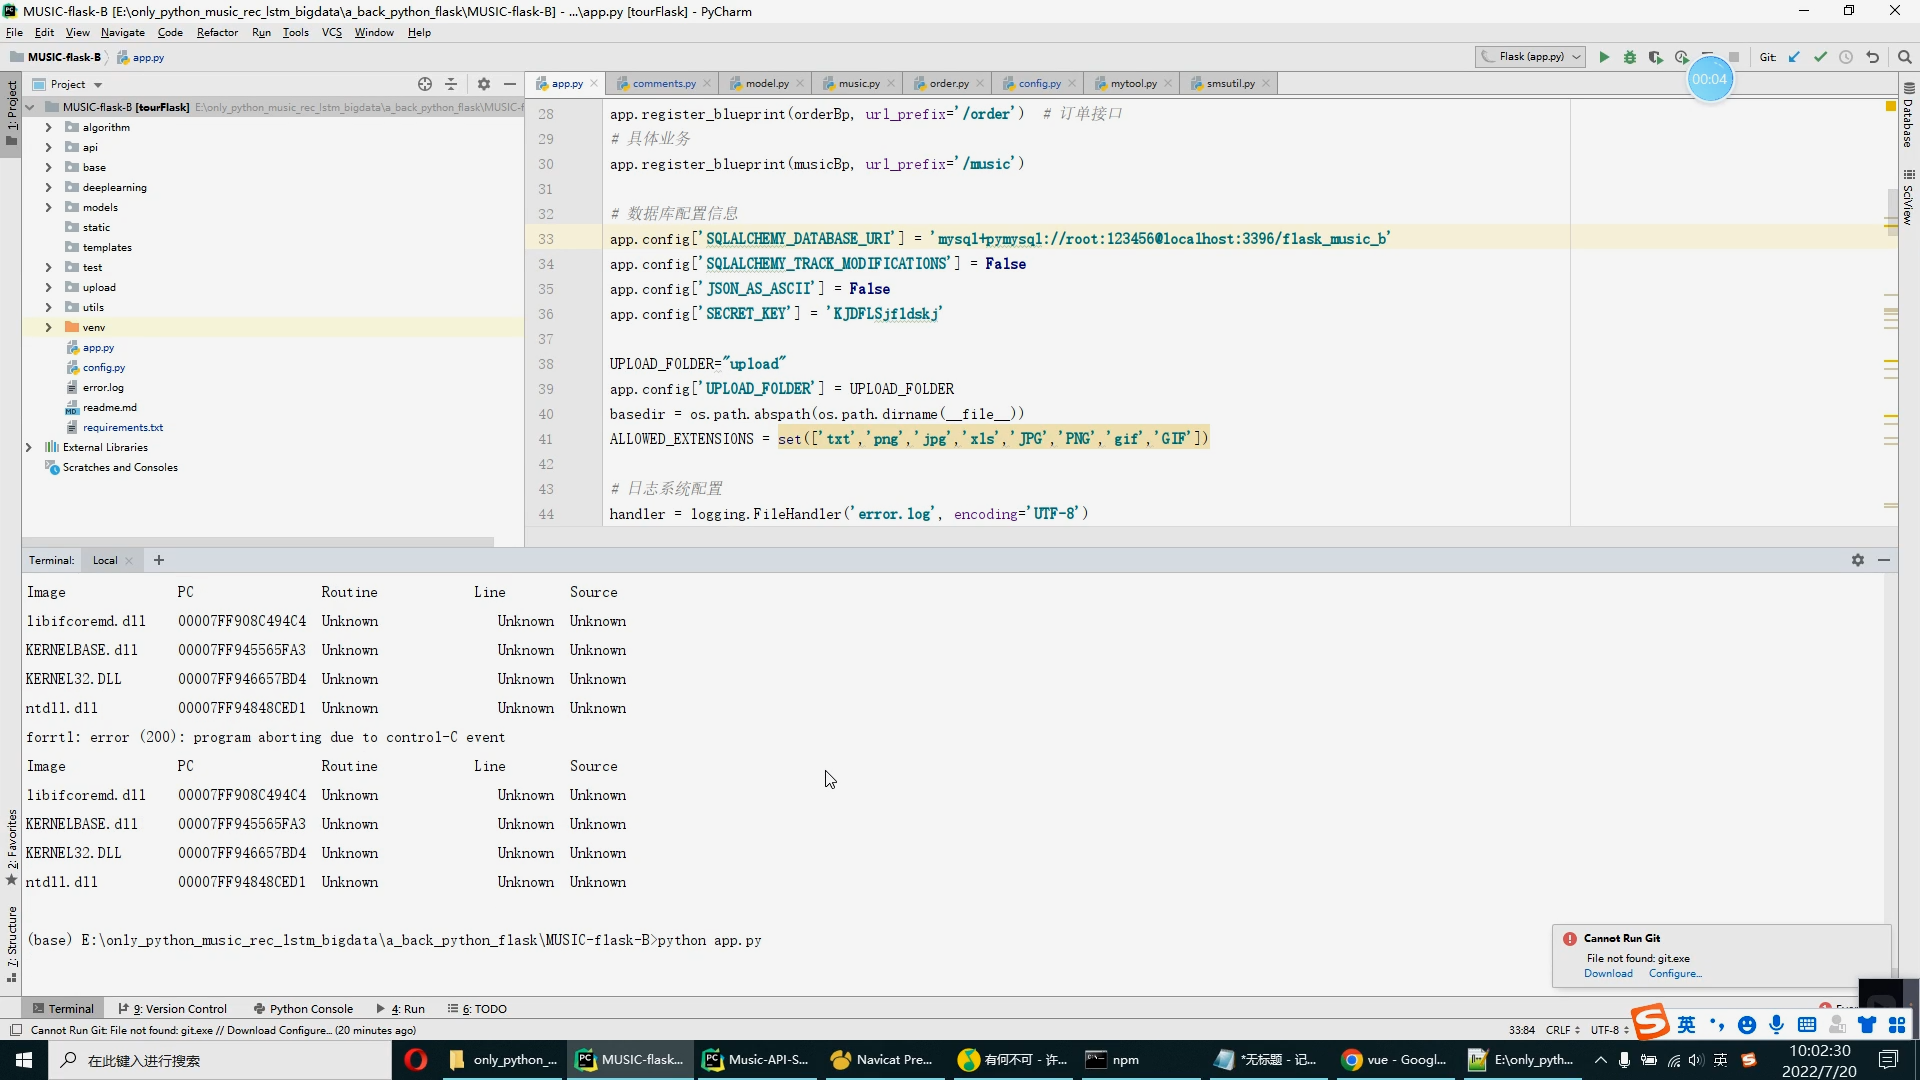 MUSIC-flask-B [E:\only_python_music_rec_lstm_bigdata\a_back_python_flask\MUSIC-flask-B] - ...\app.py [tourFlask] - PyCharm
File Edit View Navigate Code Refactor Run Tools VCS Window Help
MUSIC-flask-B app.py Flask (app.py) Git:
00:04
Project
app.py comments.py model.py music.py order.py config.py mytool.py smsutil.py
1: Project
Database
SciView
MUSIC-flask-B [tourFlask] E:\only_python_music_rec_lstm_bigdata\a_back_python_flask\MUSIC-f
algorithm
api
base
deeplearning
models
static
templates
test
upload
utils
venv
app.py
config.py
error.log
readme.md
requirements.txt
External Libraries
Scratches and Consoles
28 app.register_blueprint(orderBp, url_prefix='/order') # 订单接口
29 # 具体业务
30 app.register_blueprint(musicBp, url_prefix='/music')
31
32 # 数据库配置信息
33 app.config['SQLALCHEMY_DATABASE_URI'] = 'mysql+pymysql://root:123456@localhost:3396/flask_music_b'
34 app.config['SQLALCHEMY_TRACK_MODIFICATIONS'] = False
35 app.config['JSON_AS_ASCII'] = False
36 app.config['SECRET_KEY'] = 'KJDFLSjfldskj'
37
38 UPLOAD_FOLDER="upload"
39 app.config['UPLOAD_FOLDER'] = UPLOAD_FOLDER
40 basedir = os.path.abspath(os.path.dirname(__file__))
41 ALLOWED_EXTENSIONS = set(['txt','png','jpg','xls','JPG','PNG','gif','GIF'])
42
43 # 日志系统配置
44 handler = logging.FileHandler('error.log', encoding='UTF-8')
Terminal: Local +
Image PC Routine Line Source
libifcoremd.dll 00007FF908C494C4 Unknown Unknown Unknown
KERNELBASE.dll 00007FF945565FA3 Unknown Unknown Unknown
KERNEL32.DLL 00007FF946657BD4 Unknown Unknown Unknown
ntdll.dll 00007FF94848CED1 Unknown Unknown Unknown
forrtl: error (200): program aborting due to control-C event
Image PC Routine Line Source
libifcoremd.dll 00007FF908C494C4 Unknown Unknown Unknown
KERNELBASE.dll 00007FF945565FA3 Unknown Unknown Unknown
KERNEL32.DLL 00007FF946657BD4 Unknown Unknown Unknown
ntdll.dll 00007FF94848CED1 Unknown Unknown Unknown
(base) E:\only_python_music_rec_lstm_bigdata\a_back_python_flask\MUSIC-flask-B>python app.py
2: Favorites
7: Structure
Cannot Run Git
File not found: git.exe
Download Configure...
Terminal 9: Version Control Python Console 4: Run 6: TODO
Cannot Run Git: File not found: git.exe // Download Configure... (20 minutes ago) 33:84 CRLF UTF-8 英
在此键入进行搜索 only_python_... MUSIC-flask... Music-API-S... Navicat Pre... 有何不可 - 许... npm *无标题 - 记... vue - Googl... E:\only_pyth... 英
10:02:30
2022/7/20